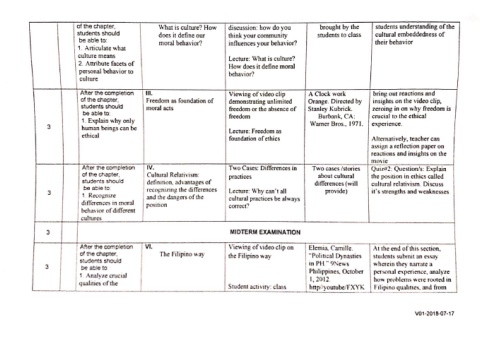 of the chapter,
students should
be able to:
1. Articulate what
culture means
2. Attribute facets of
personal behavior to
culture
What is culture? How
does it define our
moral behavior?
discussion: how do you
think your community
influences your behavior?
Lecture: What is culture?
How does it define moral
behavior?
brought by the
students to class
students understanding of the
cultural embeddedness of
their behavior
3
After the completion
of the chapter,
students should
be able to:
1. Explain why only
human beings can be
ethical
III.
Freedom as foundation of
moral acts
Viewing of video clip
demonstrating unlimited
freedom or the absence of
freedom
Lecture: Freedom as
foundation of ethics
A Clock work
Orange. Directed by
Stanley Kubrick.
Burbank, CA:
Warner Bros., 1971.
bring out reactions and
insights on the video clip,
zeroing in on why freedom is
crucial to the ethical
experience.
Alternatively, teacher can
assign a reflection paper on
reactions and insights on the
movie
3
After the completion
of the chapter,
students should
be able to:
1. Recognize
differences in moral
behavior of different
cultures
IV.
Cultural Relativism:
definition, advantages of
recognizing the differences
and the dangers of the
position
Two Cases: Differences in
practices
Lecture: Why can't all
cultural practices be always
correct?
Two cases /stories
about cultural
differences (will
provide)
Quiz#2: Question/s: Explain
the position in ethics called
cultural relativism. Discuss
it's strengths and weaknesses
3
MIDTERM EXAMINATION
3
After the completion
of the chapter,
students should
be able to
1. Analyze crucial
qualities of the
VI.
The Filipino way
Viewing of video clip on
the Filipino way
Student activity: class
Elemia, Camille.
"Political Dynasties
in PH." 9News
Philippines, October
1, 2012
http//youtube/FXYK
At the end of this section,
students submit an essay
wherein they narrate a
personal experience, analyze
how problems were rooted in
Filipino qualities, and from
V01-2018-07-17